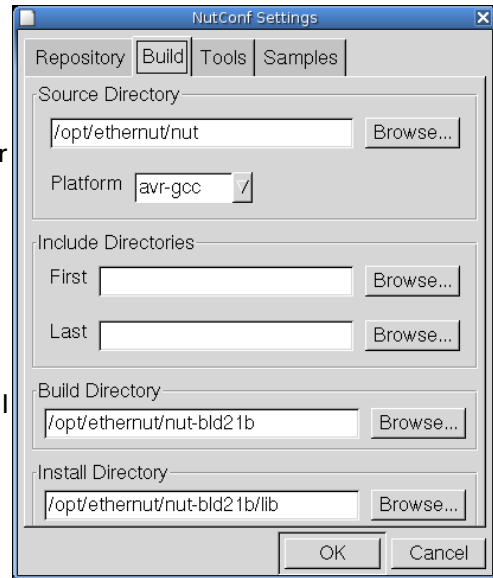 NutConf Settings
Repository Build Tools Samples
Source Directory
/opt/ethernut/nut Browse...
r
Platform avr-gcc
Include Directories
First Browse...
Last Browse...
Build Directory
l
/opt/ethernut/nut-bld21b Browse...
Install Directory
/opt/ethernut/nut-bld21b/lib Browse...
OK Cancel